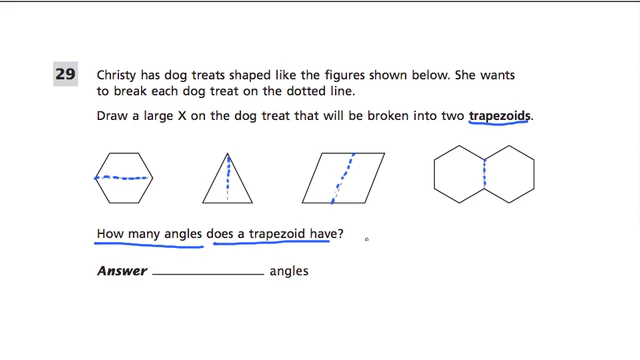 29 Christy has dog treats shaped like the figures shown below. She wants
to break each dog treat on the dotted line.
Draw a large X on the dog treat that will be broken into two trapezoids.
How many angles does a trapezoid have?
Answer ____________ angles